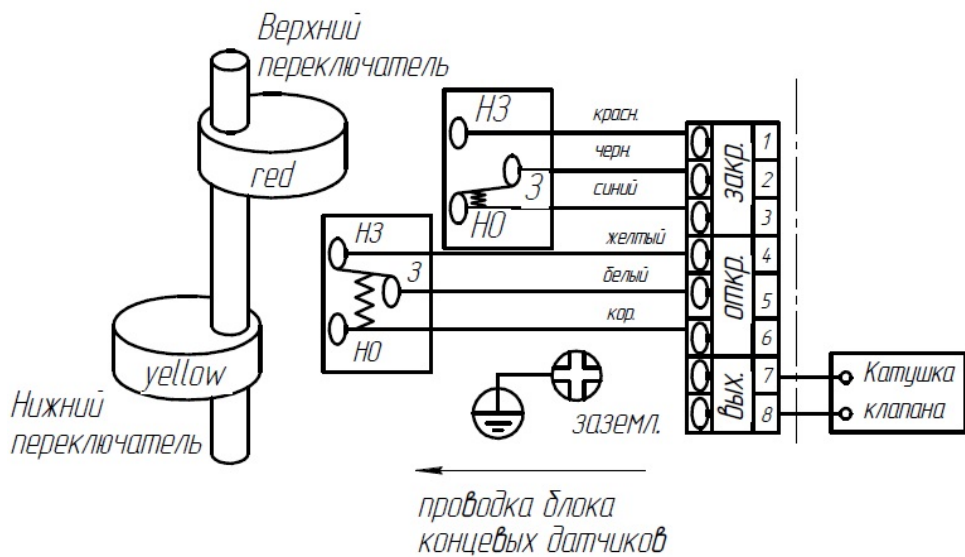 Верхний
переключатель
red
yellow
Нижний
переключатель
НЗ
З
НО
НЗ
З
НО
красн.
черн.
синий
желтый
белый
кор.
закр.
откр.
вых.
1
2
3
4
5
6
7
8
Катушка
клапана
заземл.
проводка блока
концевых датчиков